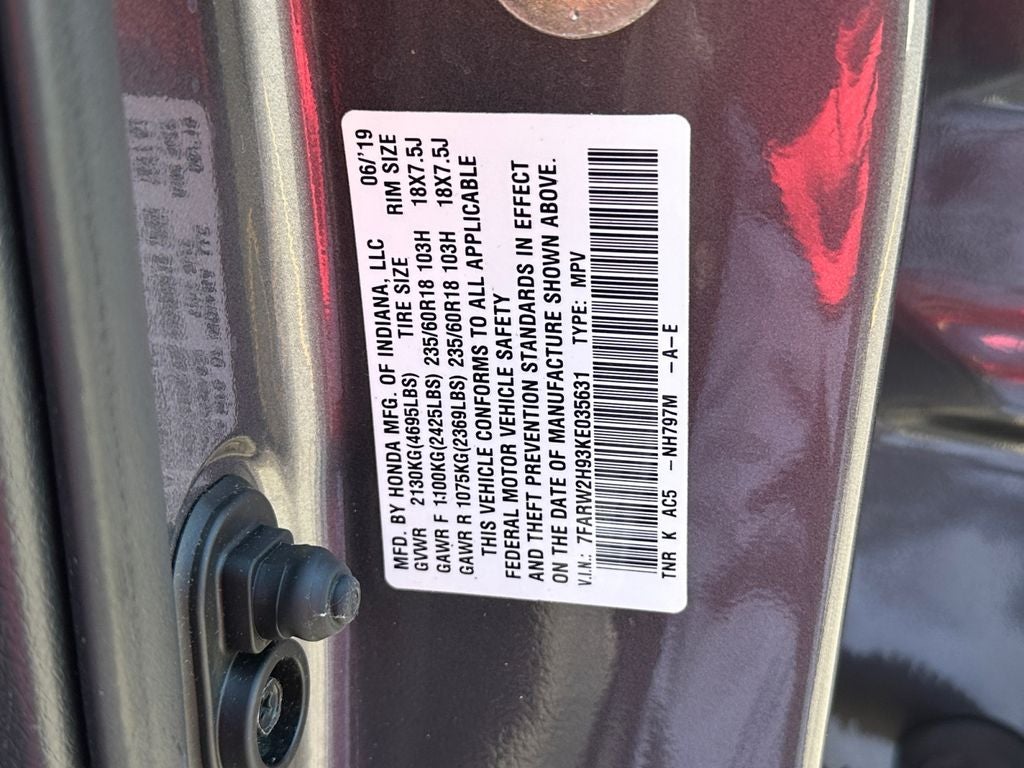 MFD. BY HONDA MFG. OF INDIANA, LLC 06/'19
GVWR 2130KG(4695LBS) TIRE SIZE RIM SIZE
GAWR F 1100KG(2425LBS) 235/60R18 103H 18X7.5J
GAWR R 1075KG(2369LBS) 235/60R18 103H 18X7.5J
THIS VEHICLE CONFORMS TO ALL APPLICABLE
FEDERAL MOTOR VEHICLE SAFETY
AND THEFT PREVENTION STANDARDS IN EFFECT
ON THE DATE OF MANUFACTURE SHOWN ABOVE.
V.I.N.: 7FARW2H93KE035631 TYPE: MPV
TNR K AC5 -NH797M -A-E